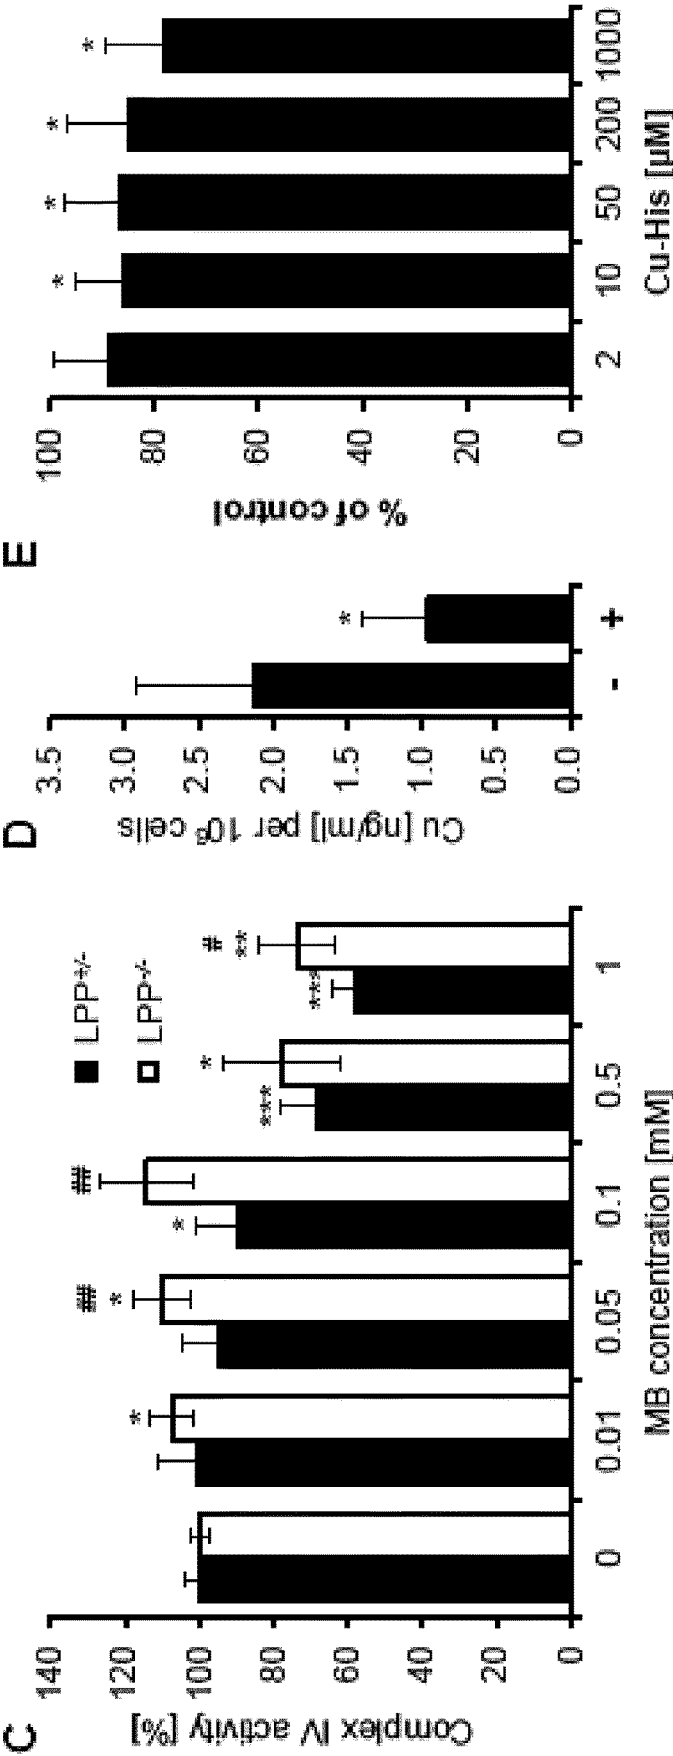 C
Complex IV activity [%]
140
120
100
80
60
40
20
0
LPP+/-
LPP-/-
*
##
*
*
##
***
*
***
**
#
0 0.01 0.05 0.1 0.5 1
MB concentration [mM]
D
Cu [ng/ml] per 10⁶ cells
3.5
3.0
2.5
2.0
1.5
1.0
0.5
0.0
*
- +
E
% of control
100
80
60
40
20
0
* * * *
2 10 50 200 1000
Cu-His [µM]